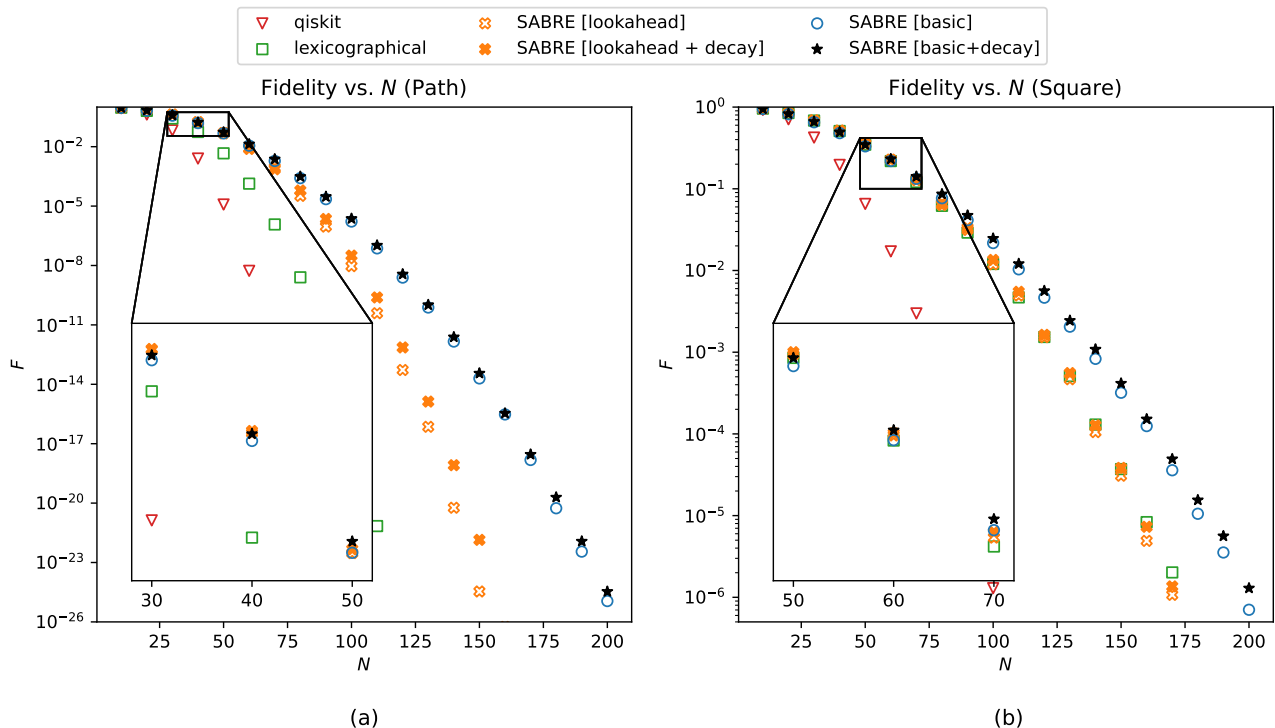 qiskit
lexicographical
SABRE [lookahead]
SABRE [lookahead + decay]
SABRE [basic]
SABRE [basic+decay]
Fidelity vs. N (Path)
F
10⁻²
10⁻⁵
10⁻⁸
10⁻¹¹
10⁻¹⁴
10⁻¹⁷
10⁻²⁰
10⁻²³
10⁻²⁶
30 40 50
25 50 75 100 125 150 175 200
N
(a)
Fidelity vs. N (Square)
F
10⁰
10⁻¹
10⁻²
10⁻³
10⁻⁴
10⁻⁵
10⁻⁶
50 60 70
25 50 75 100 125 150 175 200
N
(b)